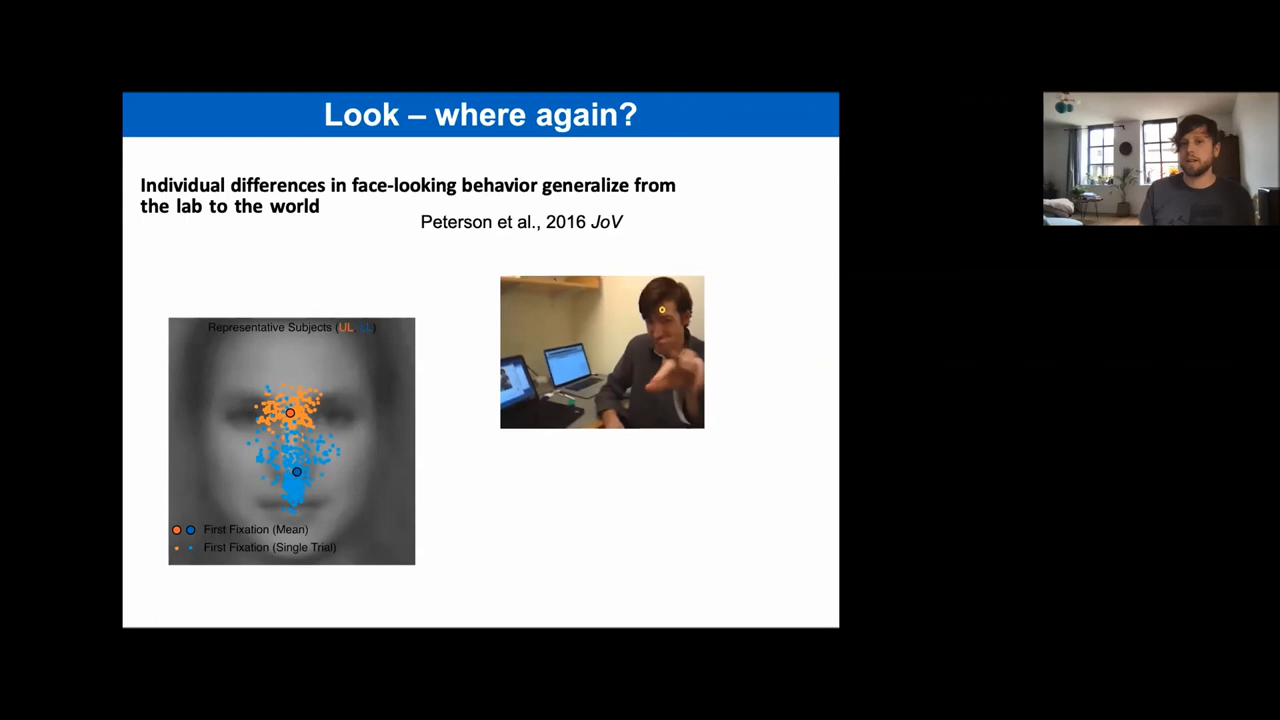 Look – where again?
Individual differences in face-looking behavior generalize from
the lab to the world
Peterson et al., 2016 JoV
Representative Subjects (UL, LL)
First Fixation (Mean)
First Fixation (Single Trial)